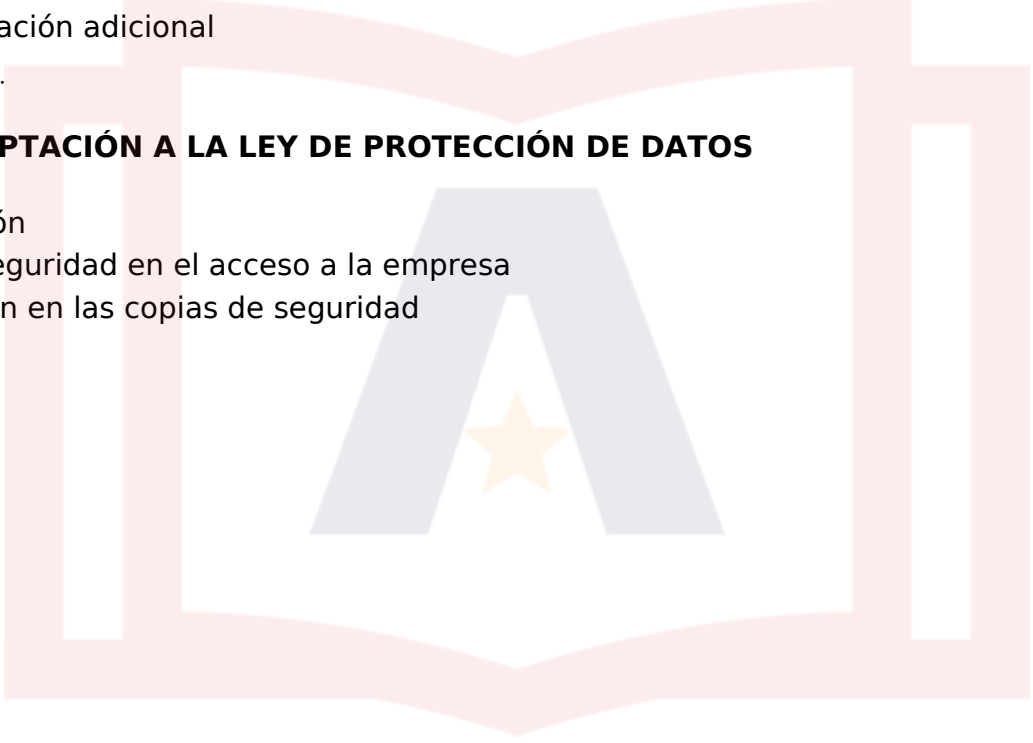 ación adicional
.
PTACIÓN A LA LEY DE PROTECCIÓN DE DATOS
ón
eguridad en el acceso a la empresa
n en las copias de seguridad